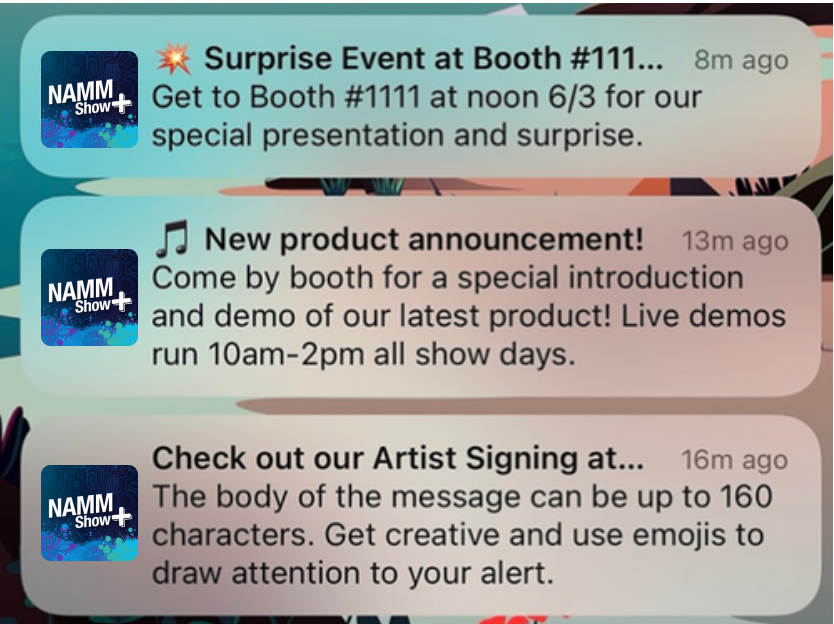 💥 Surprise Event at Booth #111... 8m ago
NAMM
Show+
Get to Booth #1111 at noon 6/3 for our
special presentation and surprise.
🎵 New product announcement! 13m ago
NAMM
Show+
Come by booth for a special introduction
and demo of our latest product! Live demos
run 10am-2pm all show days.
Check out our Artist Signing at... 16m ago
NAMM
Show+
The body of the message can be up to 160
characters. Get creative and use emojis to
draw attention to your alert.